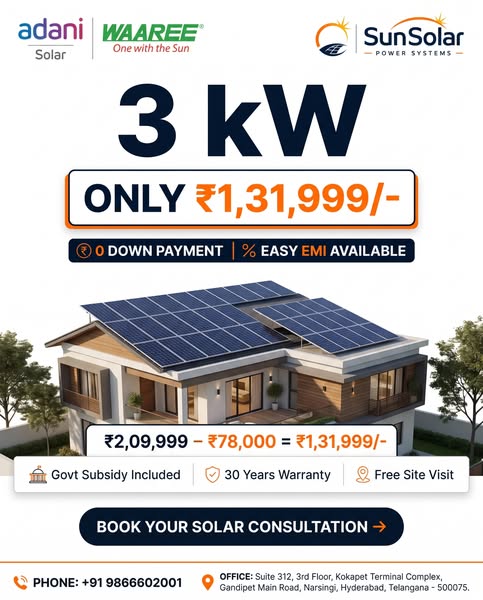 adani
Solar
WAAREE®
One with the Sun
SunSolar
POWER SYSTEMS
3 kW
ONLY ₹1,31,999/-
₹ 0 DOWN PAYMENT | % EASY EMI AVAILABLE
₹2,09,999 – ₹78,000 = ₹1,31,999/-
Govt Subsidy Included
30 Years Warranty
Free Site Visit
BOOK YOUR SOLAR CONSULTATION →
PHONE: +91 9866602001
OFFICE: Suite 312, 3rd Floor, Kokapet Terminal Complex,
Gandipet Main Road, Narsingi, Hyderabad, Telangana - 500075.